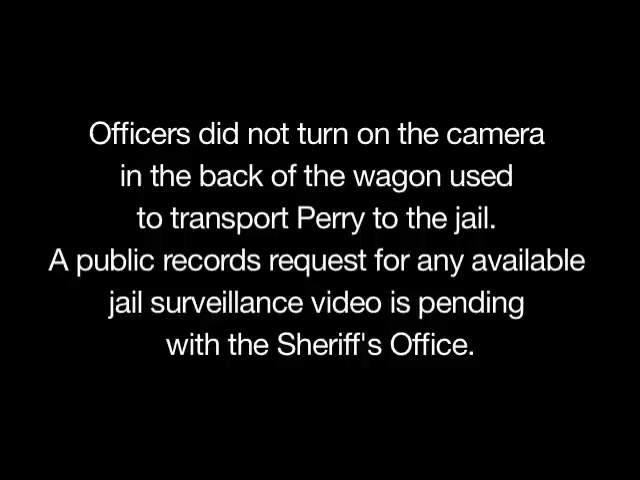 Officers did not turn on the camera
in the back of the wagon used
to transport Perry to the jail.
A public records request for any available
jail surveillance video is pending
with the Sheriff's Office.